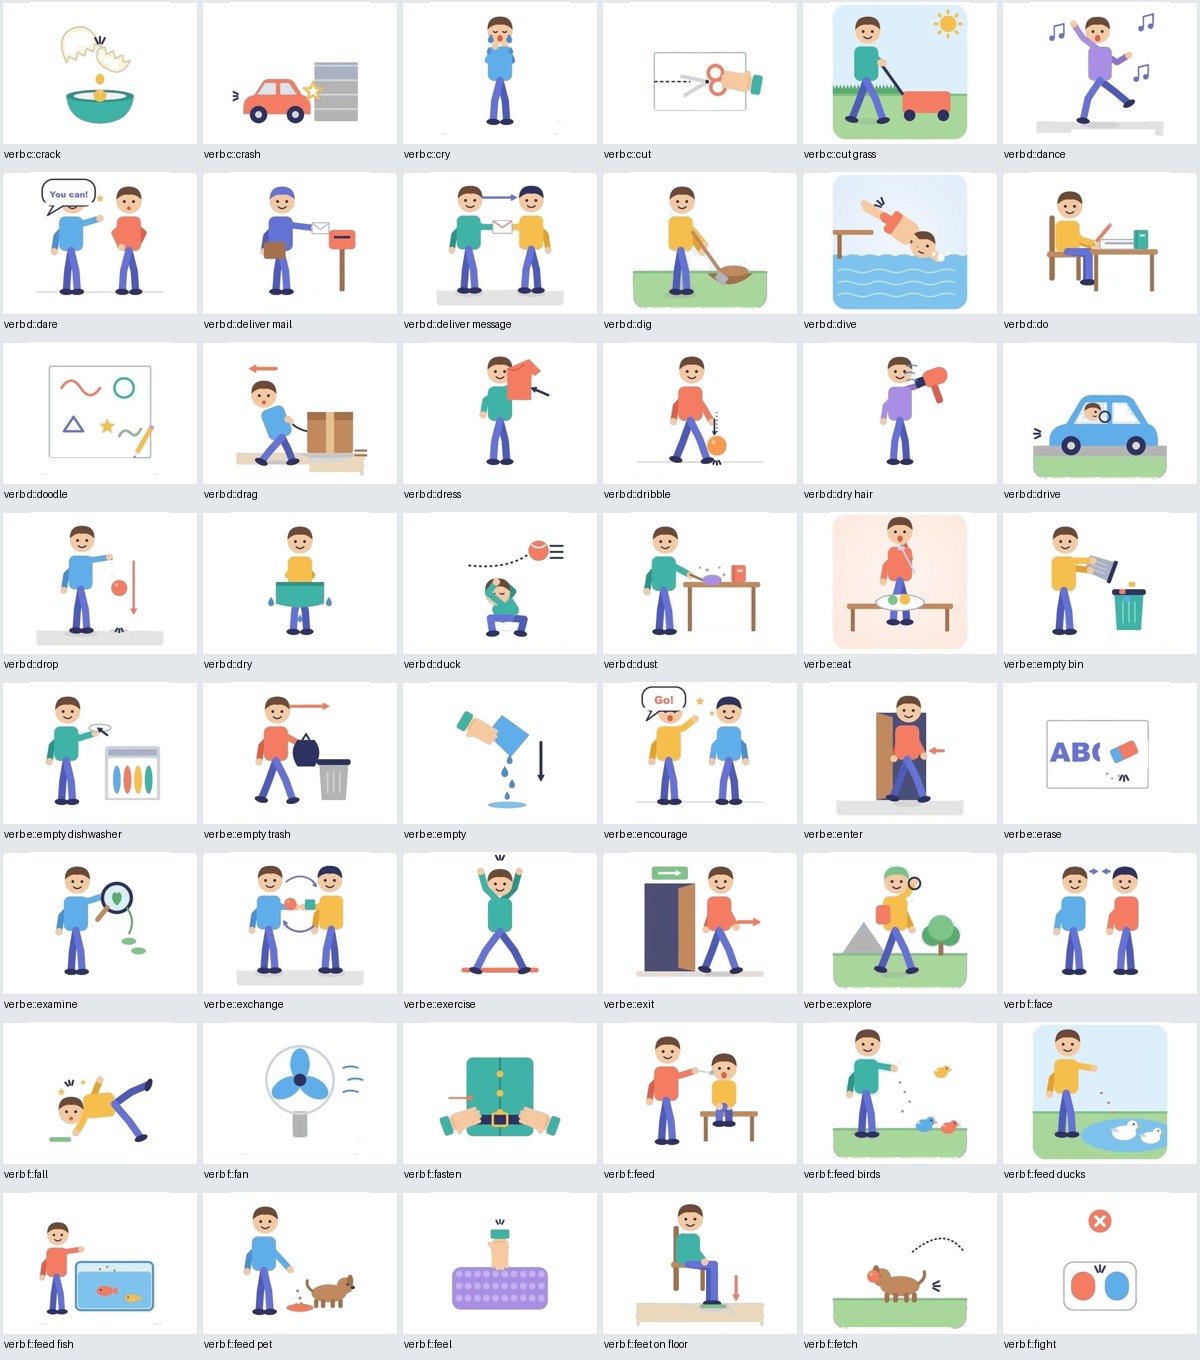 verb c::crack
verb c::crash
verb c::cry
verb c::cut
verb c::cut grass
verb d::dance
You can!
verb d::dare
verb d::deliver mail
verb d::deliver message
verb d::dig
verb d::dive
verb d::do
verb d::doodle
verb d::drag
verb d::dress
verb d::dribble
verb d::dry hair
verb d::drive
verb d::drop
verb d::dry
verb d::duck
verb d::dust
verb e::eat
verb e::empty bin
Go!
ABC
verb e::empty dishwasher
verb e::empty trash
verb e::empty
verb e::encourage
verb e::enter
verb e::erase
verb e::examine
verb e::exchange
verb e::exercise
verb e::exit
verb e::explore
verb f::face
verb f::fall
verb f::fan
verb f::fasten
verb f::feed
verb f::feed birds
verb f::feed ducks
verb f::feed fish
verb f::feed pet
verb f::feel
verb f::feet on floor
verb f::fetch
verb f::fight